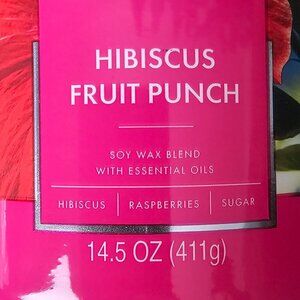 HIBISCUS
FRUIT PUNCH
SOY WAX BLEND
WITH ESSENTIAL OILS
HIBISCUS | RASPBERRIES | SUGAR
14.5 OZ (411g)